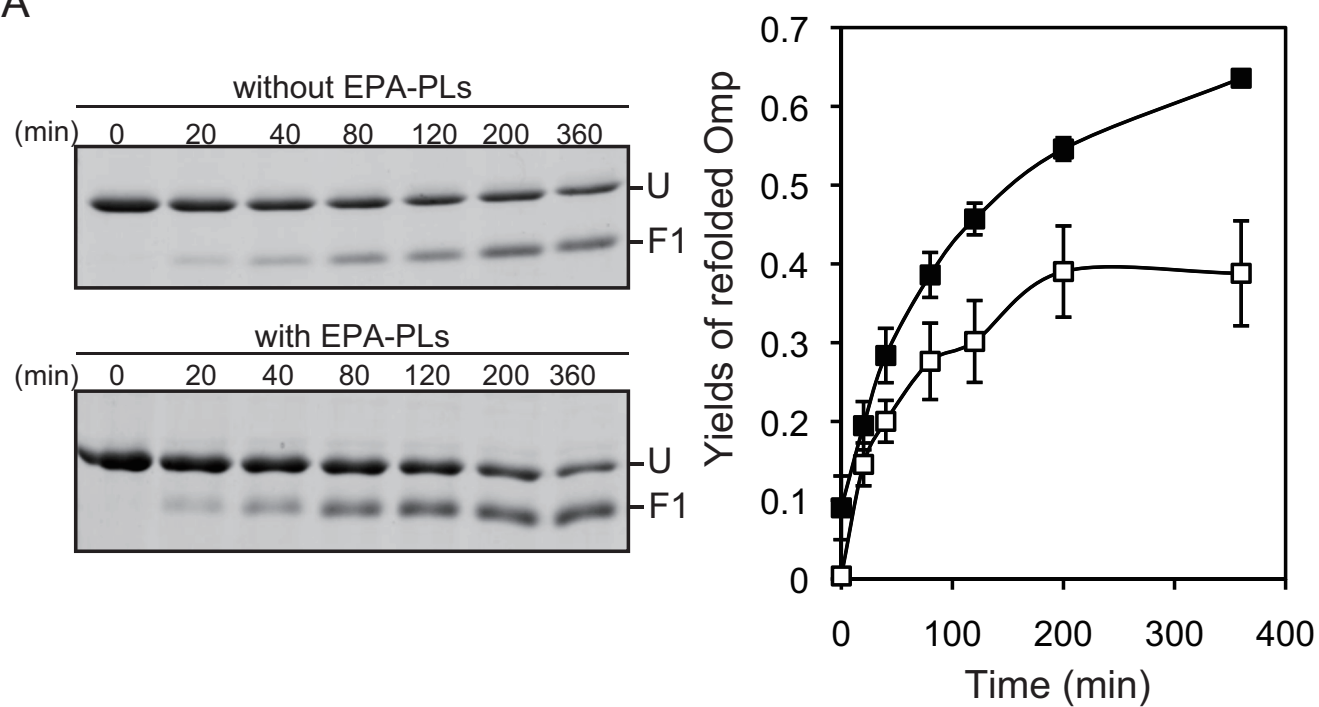 A
without EPA-PLs
(min) 0 20 40 80 120 200 360
U
F1
with EPA-PLs
(min) 0 20 40 80 120 200 360
U
F1
Yields of refolded Omp
0.7
0.6
0.5
0.4
0.3
0.2
0.1
0
0 100 200 300 400
Time (min)